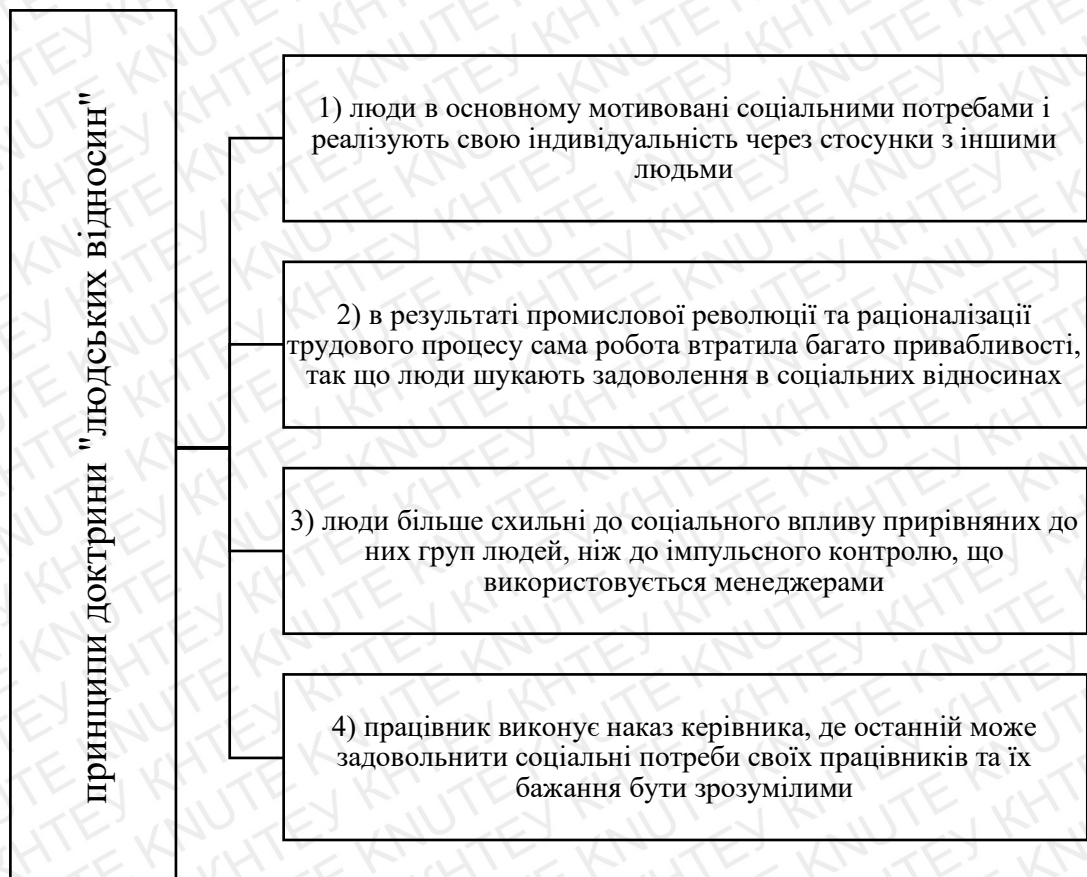 принципи доктрини "людських відносин"
1) люди в основному мотивовані соціальними потребами і
реалізують свою індивідуальність через стосунки з іншими
людьми
2) в результаті промислової революції та раціоналізації
трудового процесу сама робота втратила багато привабливості,
так що люди шукають задоволення в соціальних відносинах
3) люди більше схильні до соціального впливу прирівняних до
них груп людей, ніж до імпульсного контролю, що
використовується менеджерами
4) працівник виконує наказ керівника, де останній може
задовольнити соціальні потреби своїх працівників та їх
бажання бути зрозумілими